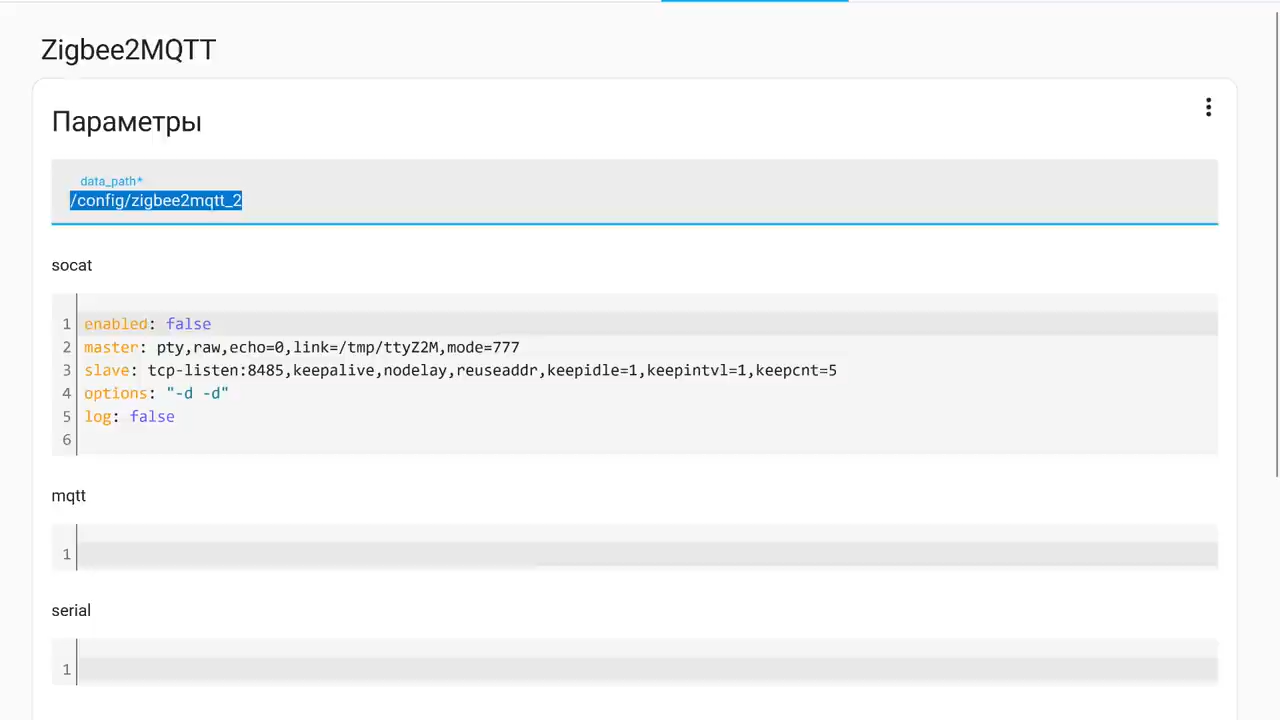 Zigbee2MQTT
Параметры
data_path*
/config/zigbee2mqtt_2
socat
1 enabled: false
2 master: pty,raw,echo=0,link=/tmp/ttyZ2M,mode=777
3 slave: tcp-listen:8485,keepalive,nodelay,reuseaddr,keepidle=1,keepintvl=1,keepcnt=5
4 options: "-d -d"
5 log: false
6
mqtt
1
serial
1